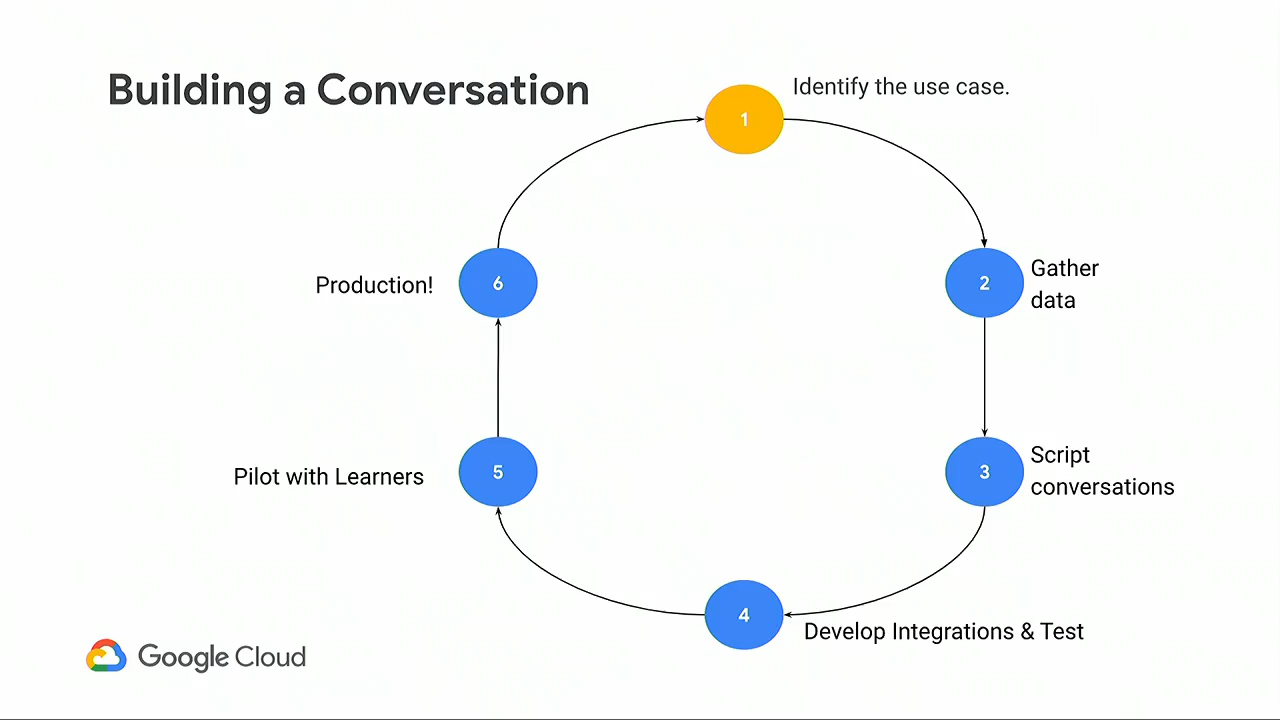 Building a Conversation
1
Identify the use case.
2
Gather
data
3
Script
conversations
4
Develop Integrations & Test
5
Pilot with Learners
6
Production!
Google Cloud